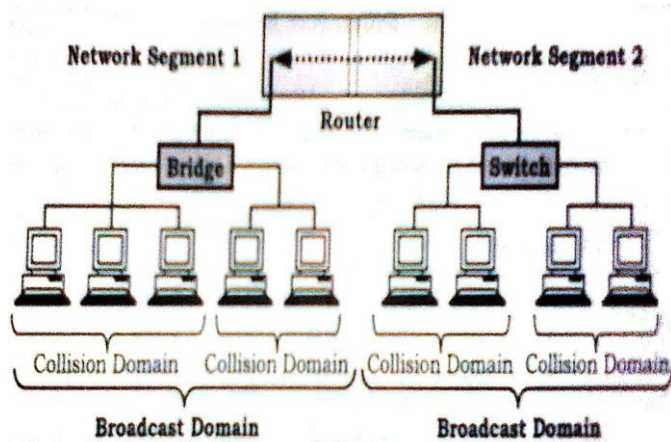 Network Segment 1
Network Segment 2
Router
Bridge
Switch
Collision Domain
Collision Domain
Collision Domain
Collision Domain
Broadcast Domain
Broadcast Domain